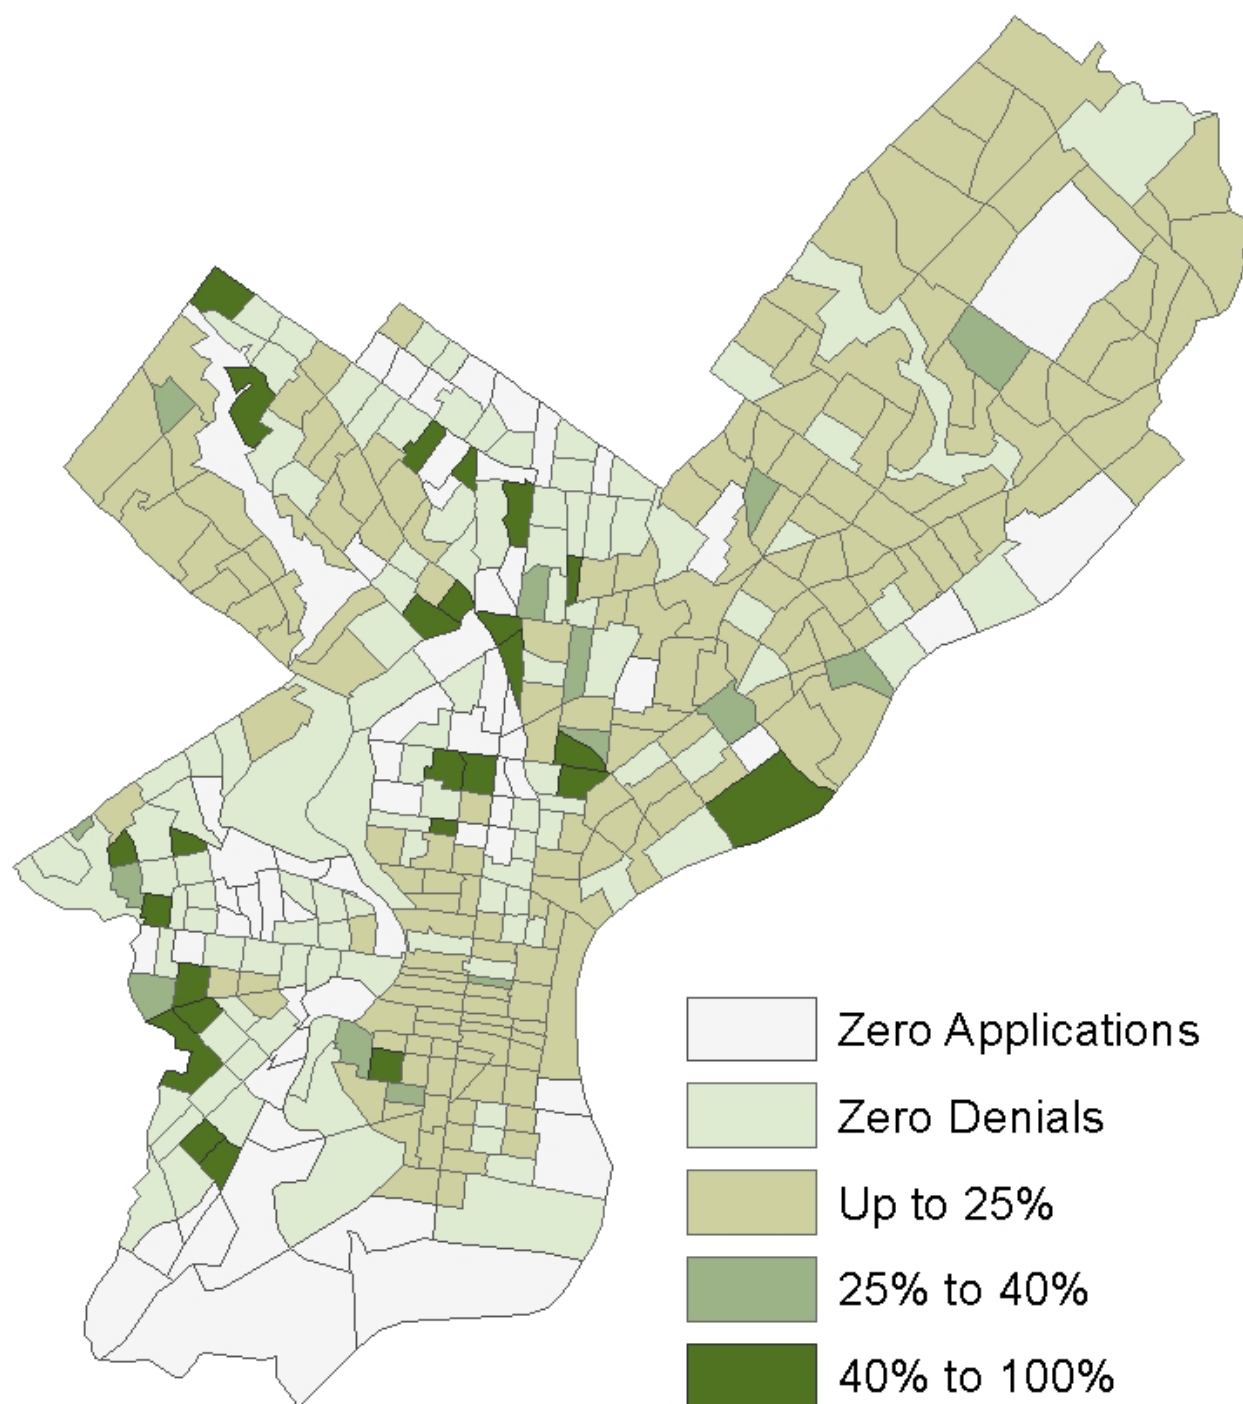 Zero Applications
Zero Denials
Up to 25%
25% to 40%
40% to 100%